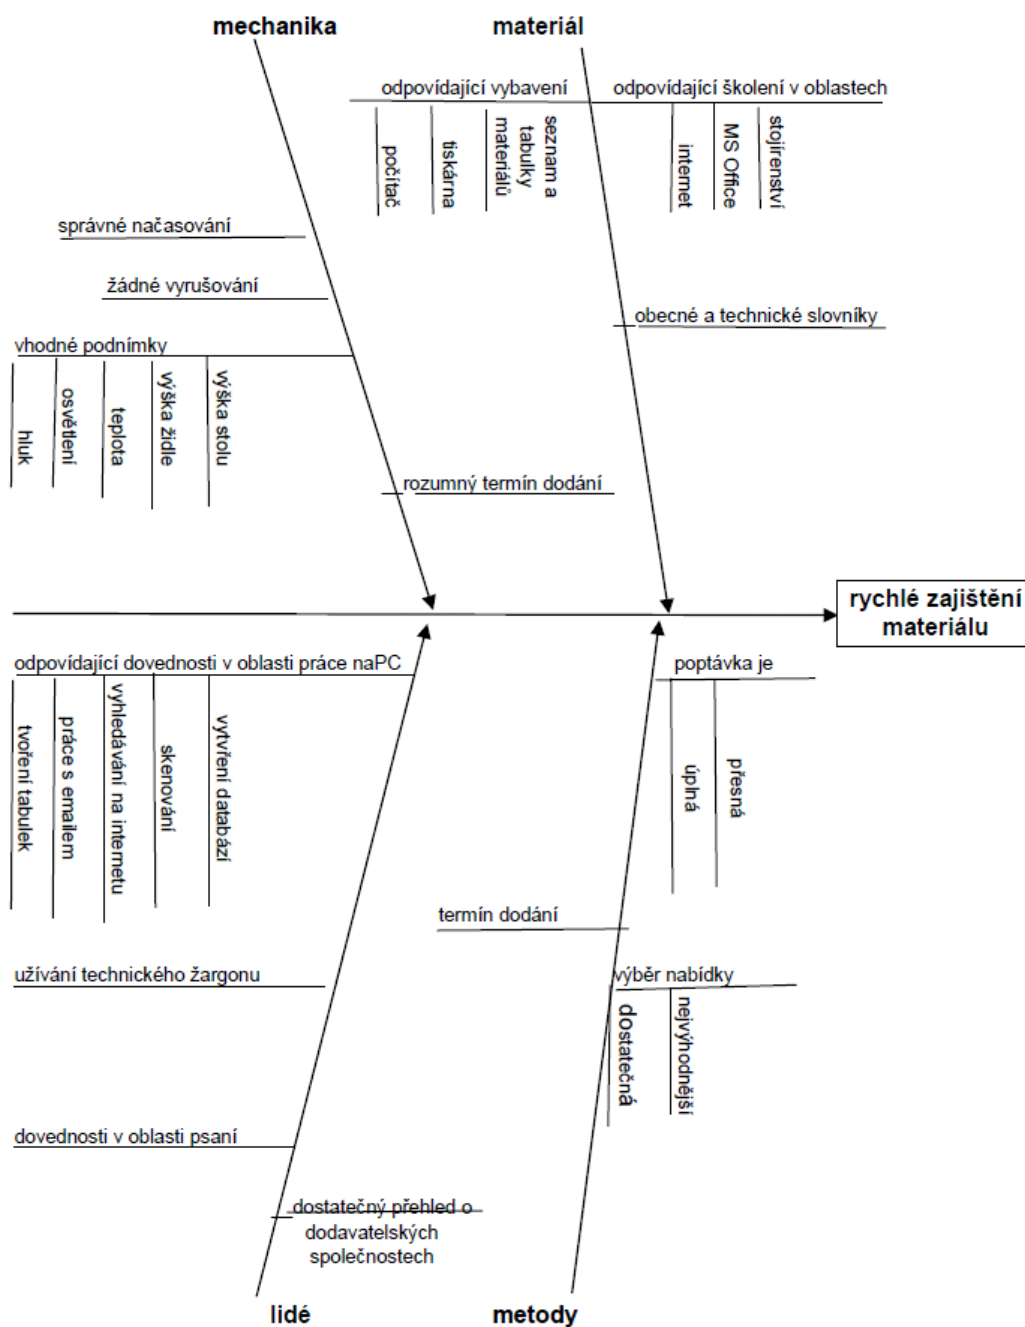 mechanika
materiál
odpovídající vybavení
odpovídající školení v oblastech
počítač
tiskárna
seznam a
tabulky
materiálů
internet
MS Office
stojírenství
správné načasování
žádné vyrušování
obecné a technické slovníky
vhodné podnímky
hluk
osvětlení
teplota
výška židle
výška stolu
rozumný termín dodání
rychlé zajištění
materiálu
odpovídající dovednosti v oblasti práce naPC
tvoření tabulek
práce s emailem
vyhledávání na internetu
skenování
vytvření databází
poptávka je
úplná
přesná
termín dodání
užívání technického žargonu
výběr nabídky
dostatečná
nejvýhodnější
dovednosti v oblasti psaní
dostatečný přehled o
dodavatelských
společnostech
lidé
metody